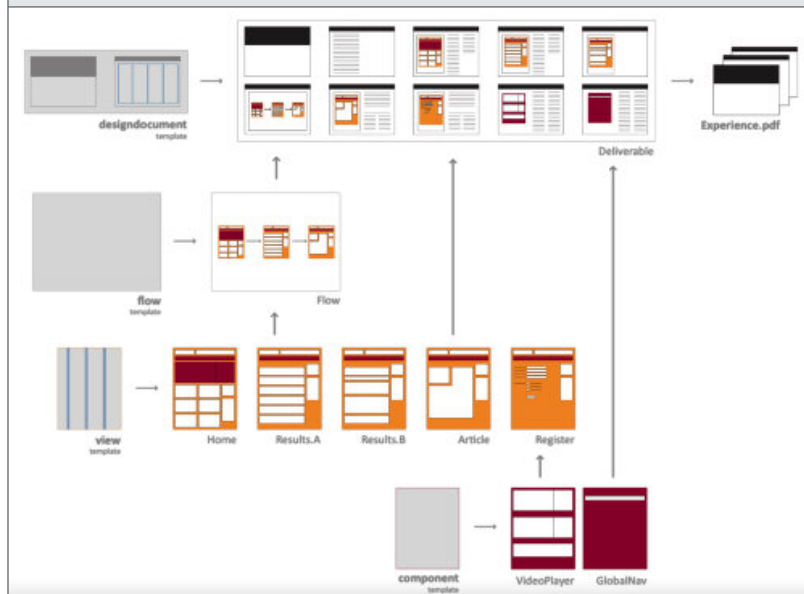 designdocument
template
Deliverable
Experience.pdf
flow
template
Flow
view
template
Home
Results.A
Results.B
Article
Register
component
template
VideoPlayer
GlobalNav